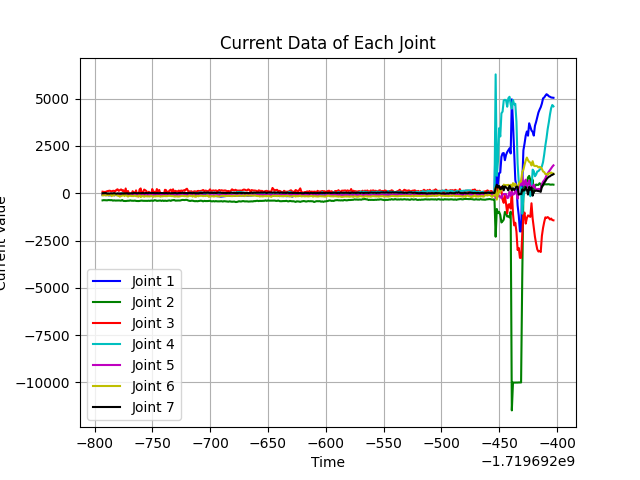 Current Data of Each Joint
5000
2500
0
−2500
−5000
−7500
−10000
Current Value
Joint 1
Joint 2
Joint 3
Joint 4
Joint 5
Joint 6
Joint 7
−800 −750 −700 −650 −600 −550 −500 −450 −400
Time
−1.719692e9